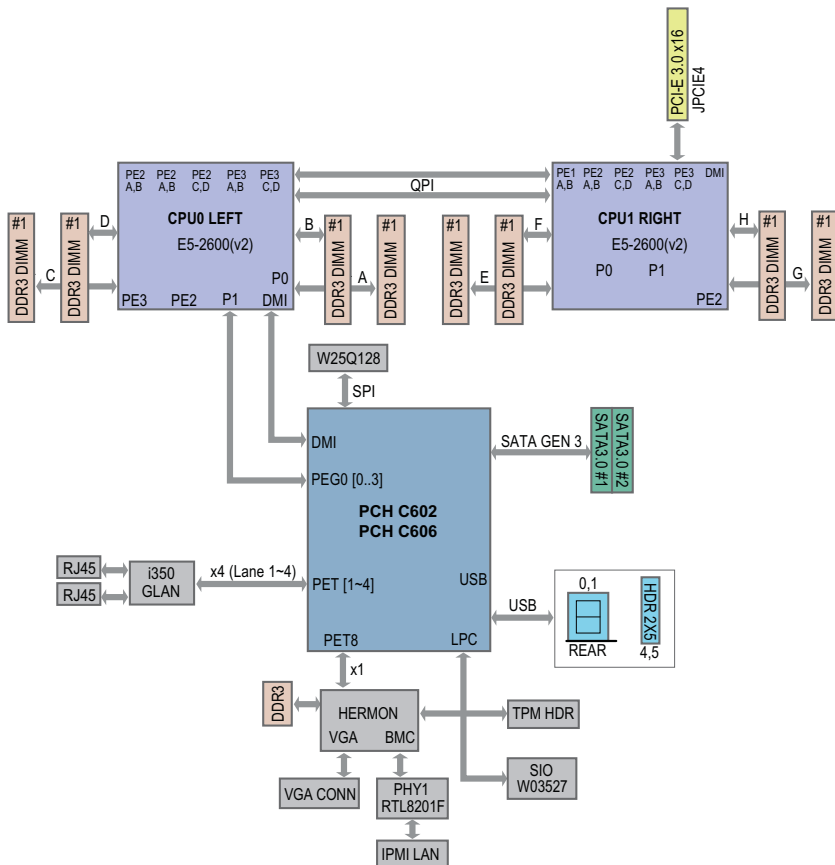 PCI-E 3.0 x16
JPCIE4
PE2 A,B
PE2 A,B
PE2 C,D
PE3 A,B
PE3 C,D
QPI
PE1 A,B
PE2 A,B
PE2 C,D
PE3 A,B
PE3 C,D
DMI
CPU0 LEFT
E5-2600(v2)
P0
PE3
PE2
P1
DMI
CPU1 RIGHT
E5-2600(v2)
P0
P1
PE2
#1 DDR3 DIMM
#1 DDR3 DIMM
D
C
B
A
#1 DDR3 DIMM
#1 DDR3 DIMM
#1 DDR3 DIMM
#1 DDR3 DIMM
F
E
H
G
#1 DDR3 DIMM
#1 DDR3 DIMM
W25Q128
SPI
DMI
PEG0 [0..3]
PCH C602
PCH C606
PET [1~4]
USB
PET8
LPC
SATA GEN 3
SATA3.0 #1
SATA3.0 #2
RJ45
RJ45
i350
GLAN
x4 (Lane 1~4)
USB
0,1
REAR
HDR 2X5
4,5
x1
DDR3
HERMON
VGA
BMC
TPM HDR
SIO
W03527
VGA CONN
PHY1
RTL8201F
IPMI LAN